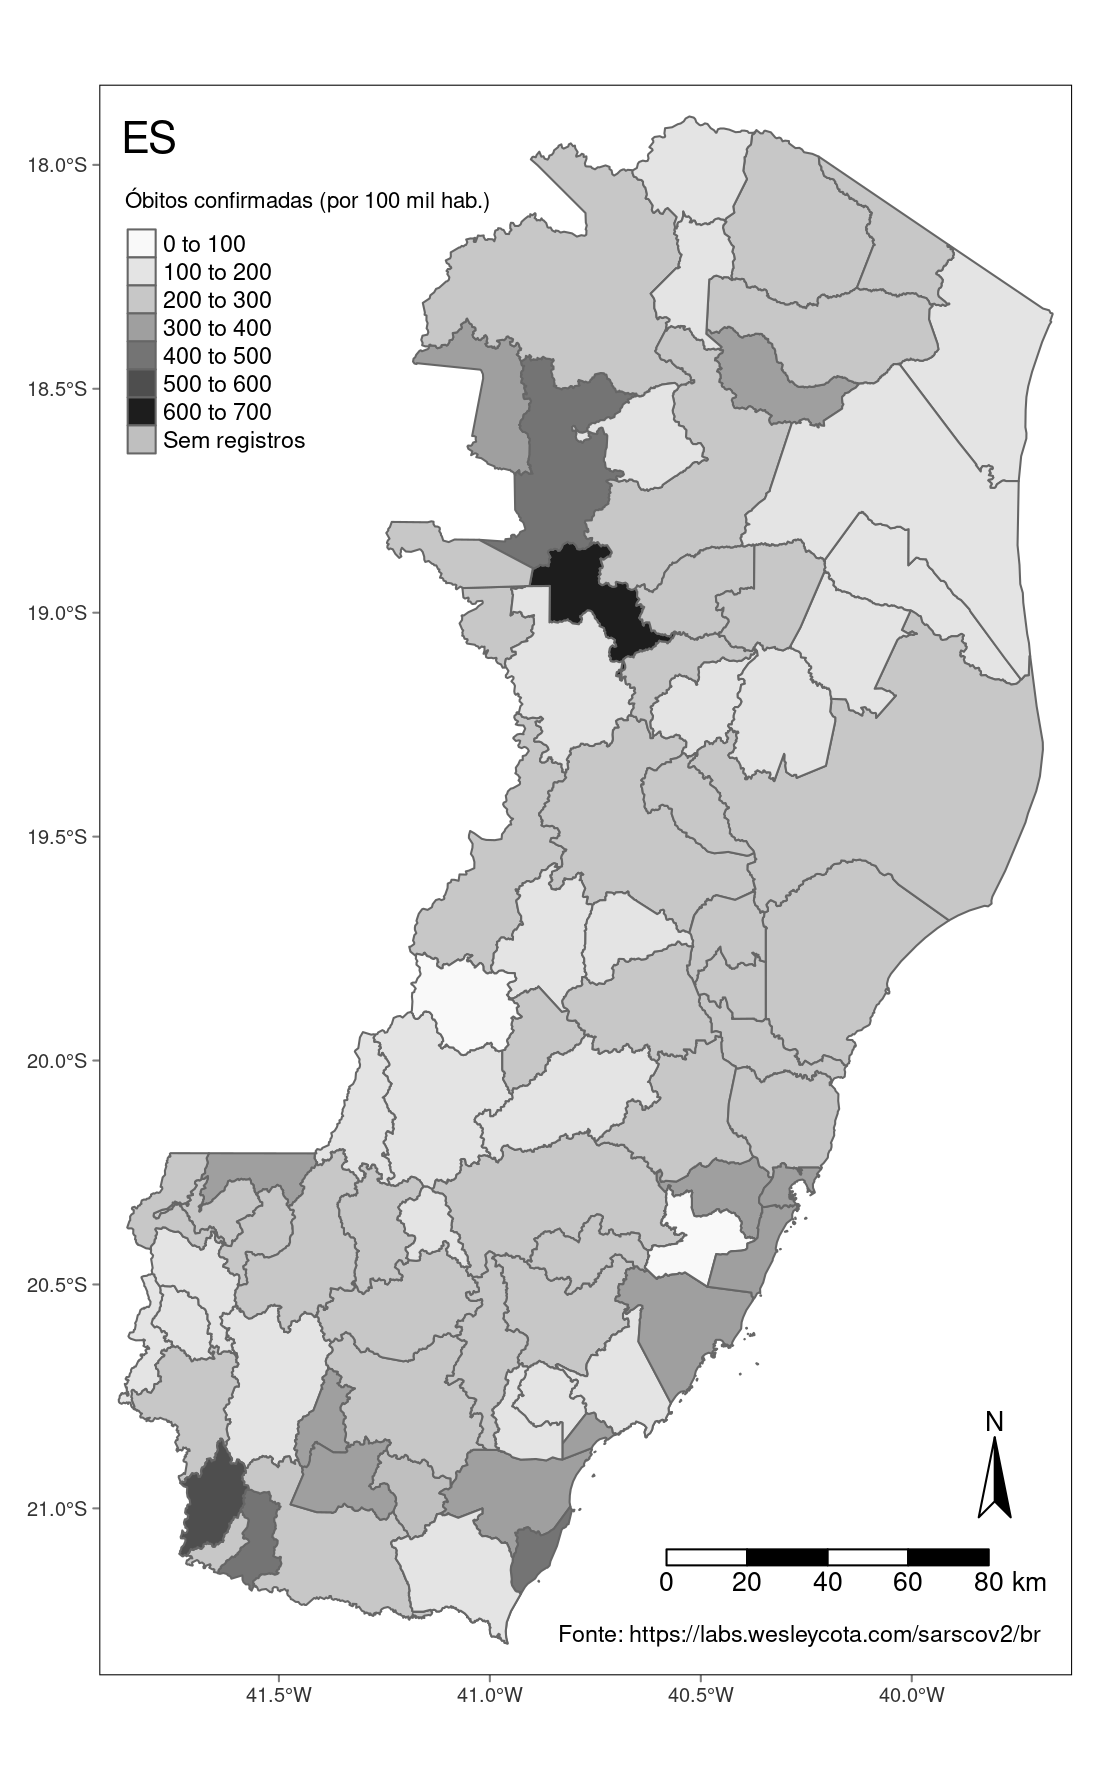 ES
Óbitos confirmadas (por 100 mil hab.)
0 to 100
100 to 200
200 to 300
300 to 400
400 to 500
500 to 600
600 to 700
Sem registros
18.0°S
18.5°S
19.0°S
19.5°S
20.0°S
20.5°S
21.0°S
N
0 20 40 60 80 km
Fonte: https://labs.wesleycota.com/sarscov2/br
41.5°W 41.0°W 40.5°W 40.0°W